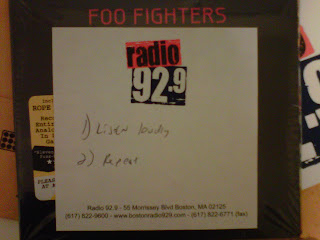 FOO FIGHTERS
radio
92.9
1) Listen loudly
2) Repeat
Radio 92.9 - 55 Morrissey Blvd Boston, MA 02125
(617) 822-9600 - www.bostonradio929.com - (617) 822-6771 (fax)